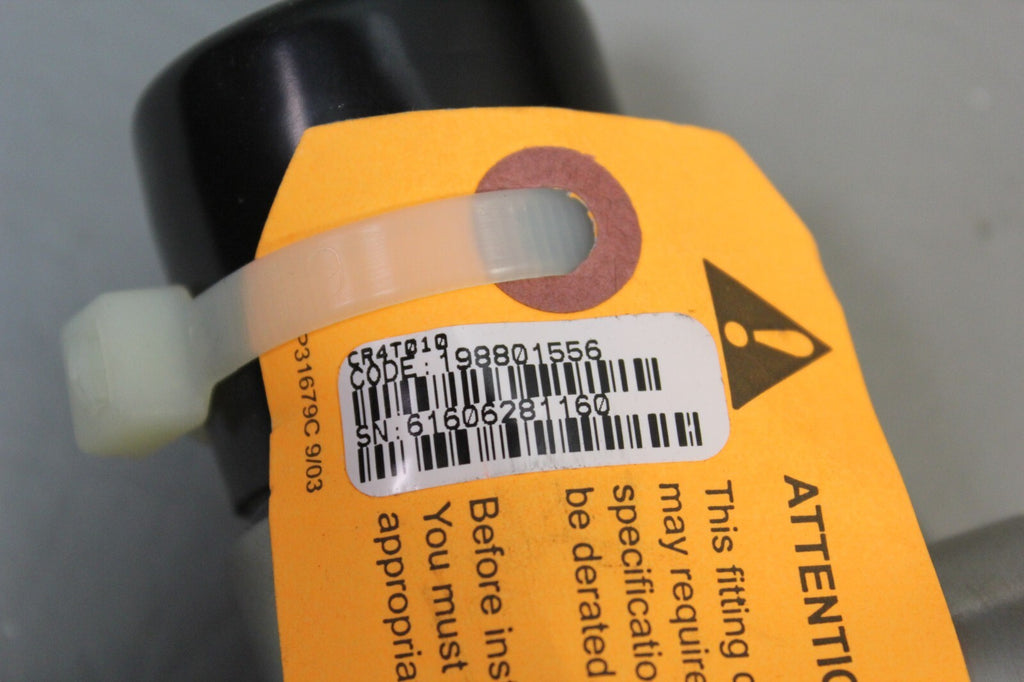 CR4T010
CODE:198801556
SN:61606281160
P31679C 9/03
ATTENTIO
This fitting
may require
specificatio
be derated
Before ins
You must
appropria